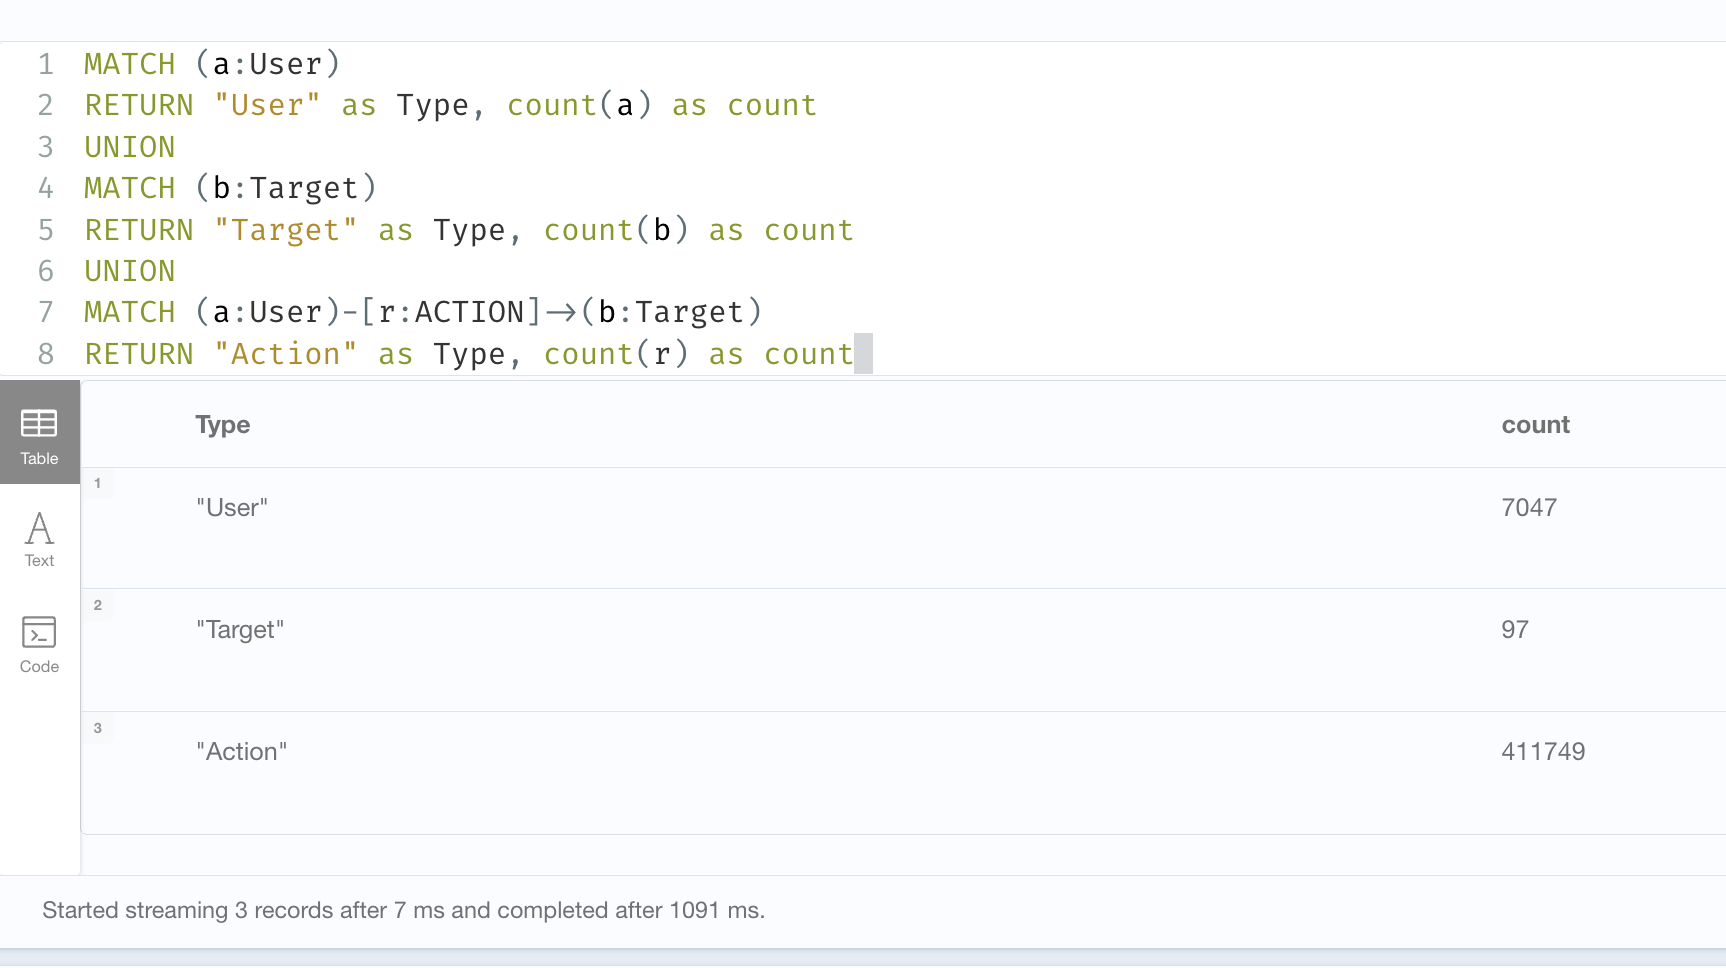 1 MATCH (a:User)
2 RETURN "User" as Type, count(a) as count
3 UNION
4 MATCH (b:Target)
5 RETURN "Target" as Type, count(b) as count
6 UNION
7 MATCH (a:User)-[r:ACTION]->(b:Target)
8 RETURN "Action" as Type, count(r) as count
Table
Text
Code
Type count
1 "User" 7047
2 "Target" 97
3 "Action" 411749
Started streaming 3 records after 7 ms and completed after 1091 ms.